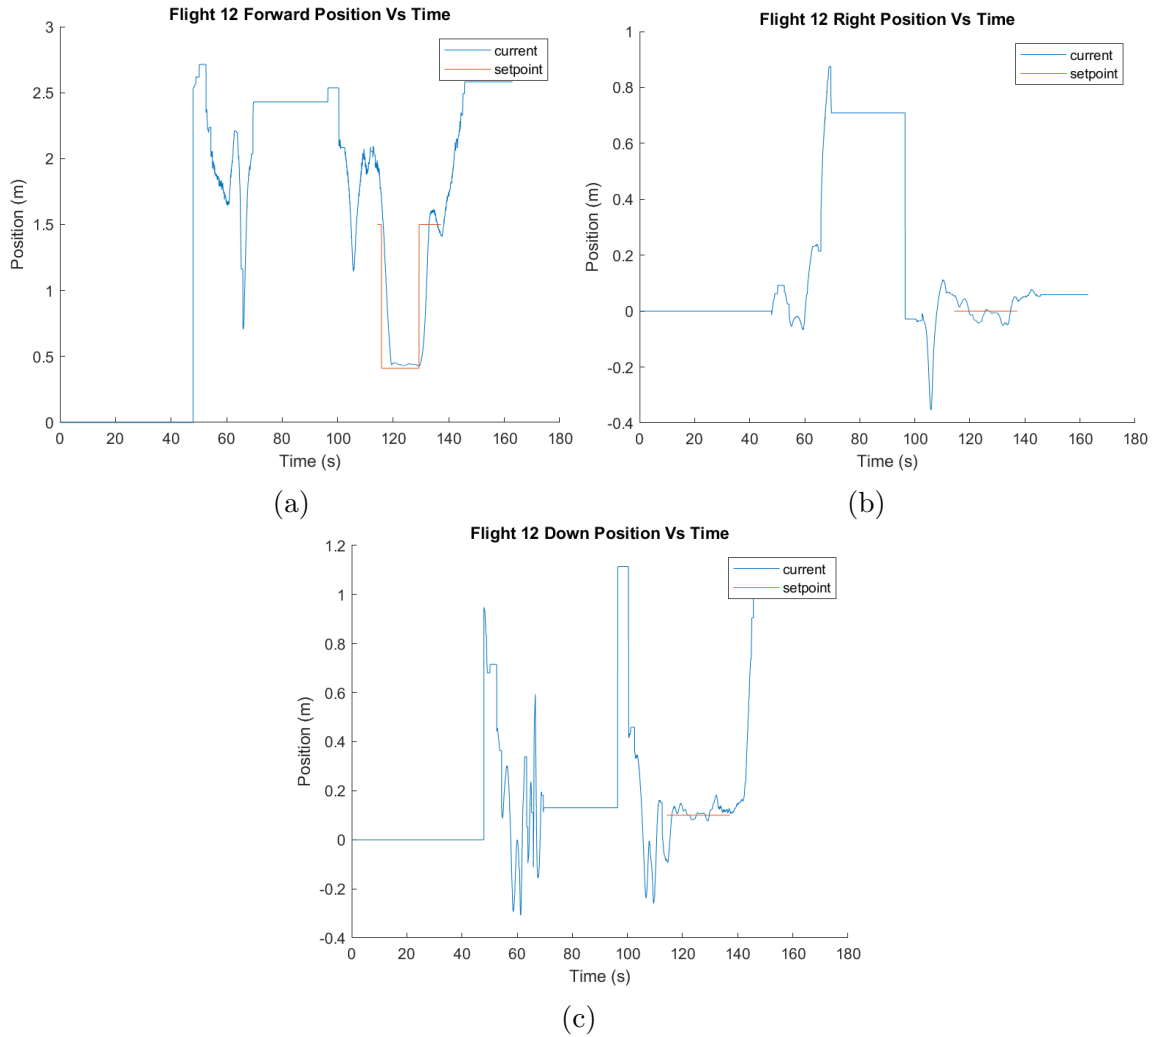 Flight 12 Forward Position Vs Time
3
2.5
2
1.5
1
0.5
0
Position (m)
0 20 40 60 80 100 120 140 160 180
Time (s)
current
setpoint
(a)
Flight 12 Right Position Vs Time
1
0.8
0.6
0.4
0.2
0
-0.2
-0.4
Position (m)
0 20 40 60 80 100 120 140 160 180
Time (s)
current
setpoint
(b)
Flight 12 Down Position Vs Time
1.2
1
0.8
0.6
0.4
0.2
0
-0.2
-0.4
Position (m)
0 20 40 60 80 100 120 140 160 180
Time (s)
current
setpoint
(c)